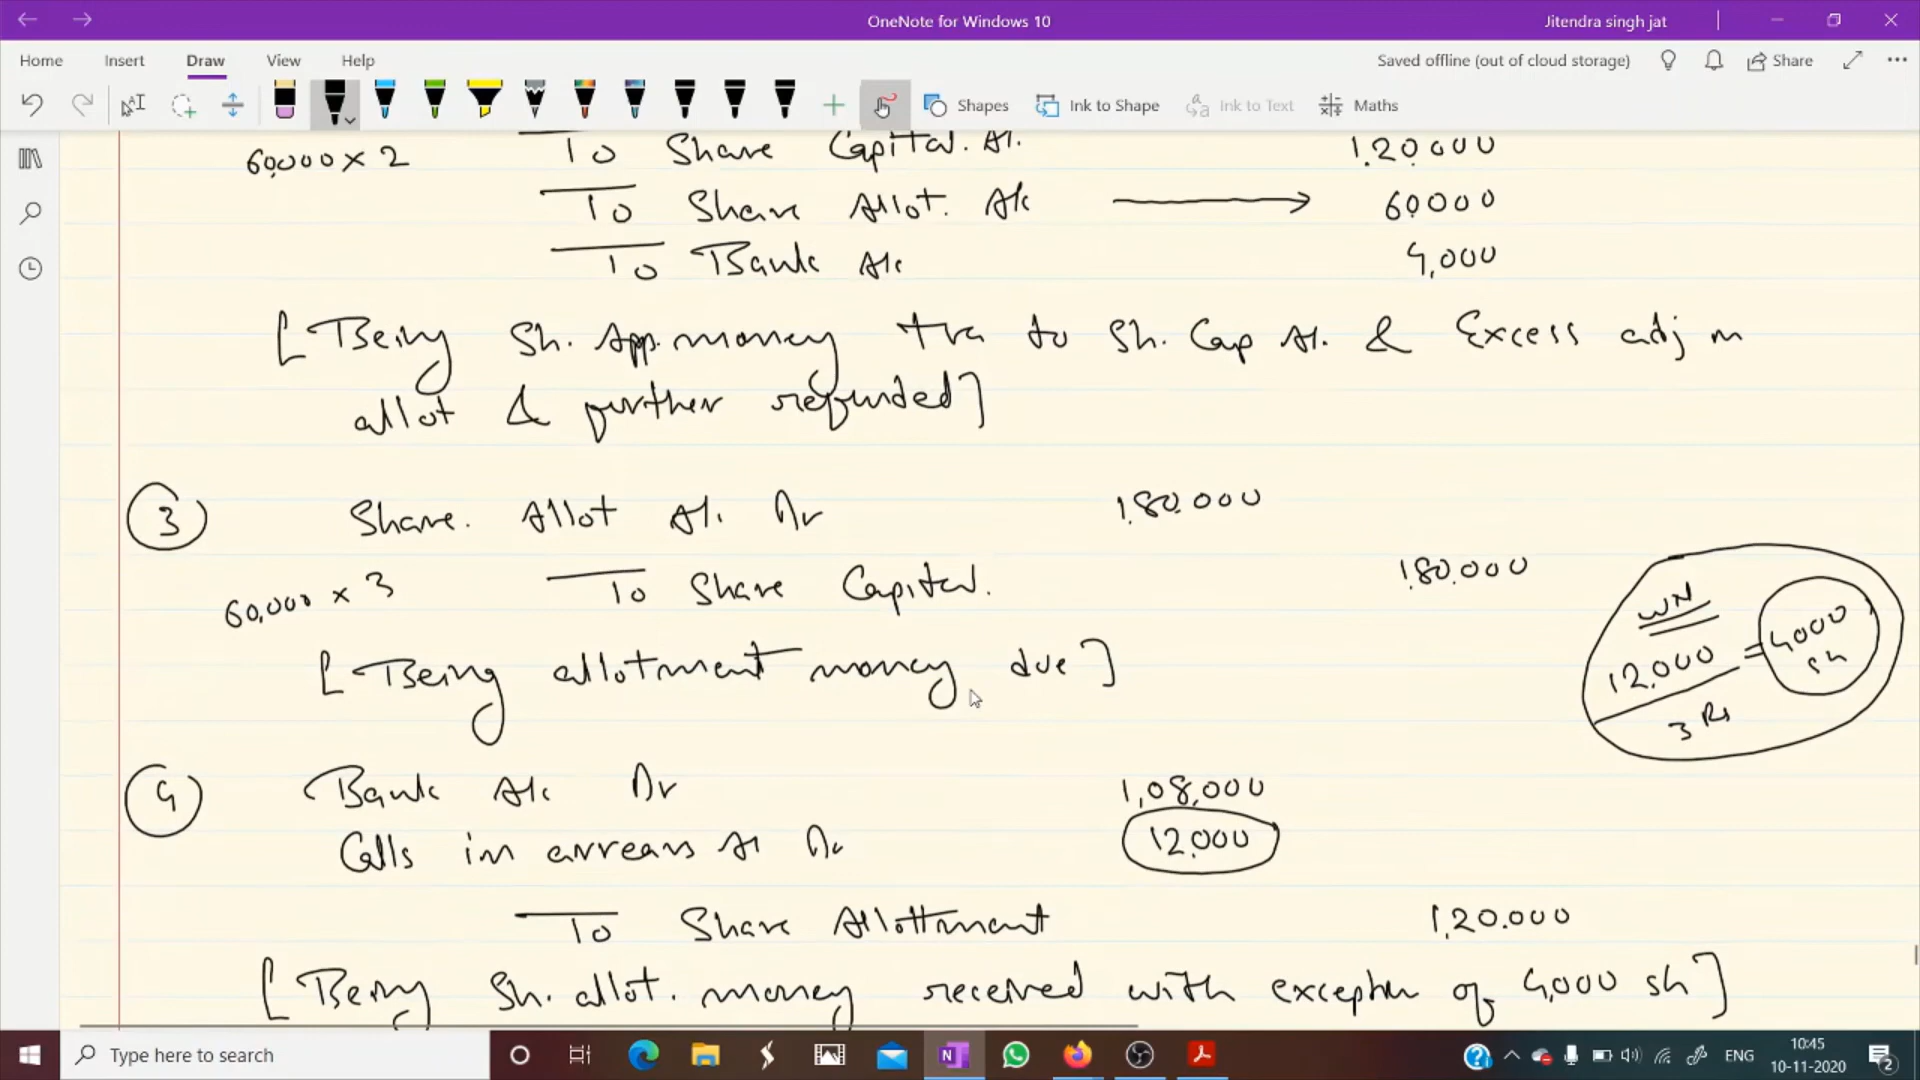 OneNote for Windows 10
Jitendra singh jat
Home Insert Draw View Help
Saved offline (out of cloud storage) Share
Shapes Ink to Shape Ink to Text Maths
60,000 x 2 To Share Capital. A/. 1.20.000
To Share Allot. A/c 60000
To Bank A/c 4,000
[Being Sh. App. money tra to Sh. Cap A/. & Excess adj in
allot & further refunded]
3 Share. Allot A/. Dr 1.80.000
60,000 x 3 To Share Capital. 1.80.000
[Being allotment money due]
WN
12.000 = 4000 sh
3 Rs
4 Bank A/c Dr 1,08,000
Calls in arrears A/ Dr 12.000
To Share Allottment 1,20.000
[Being Sh. allot. money received with exception of 4,000 sh]
Type here to search
ENG
10:45
10-11-2020
2